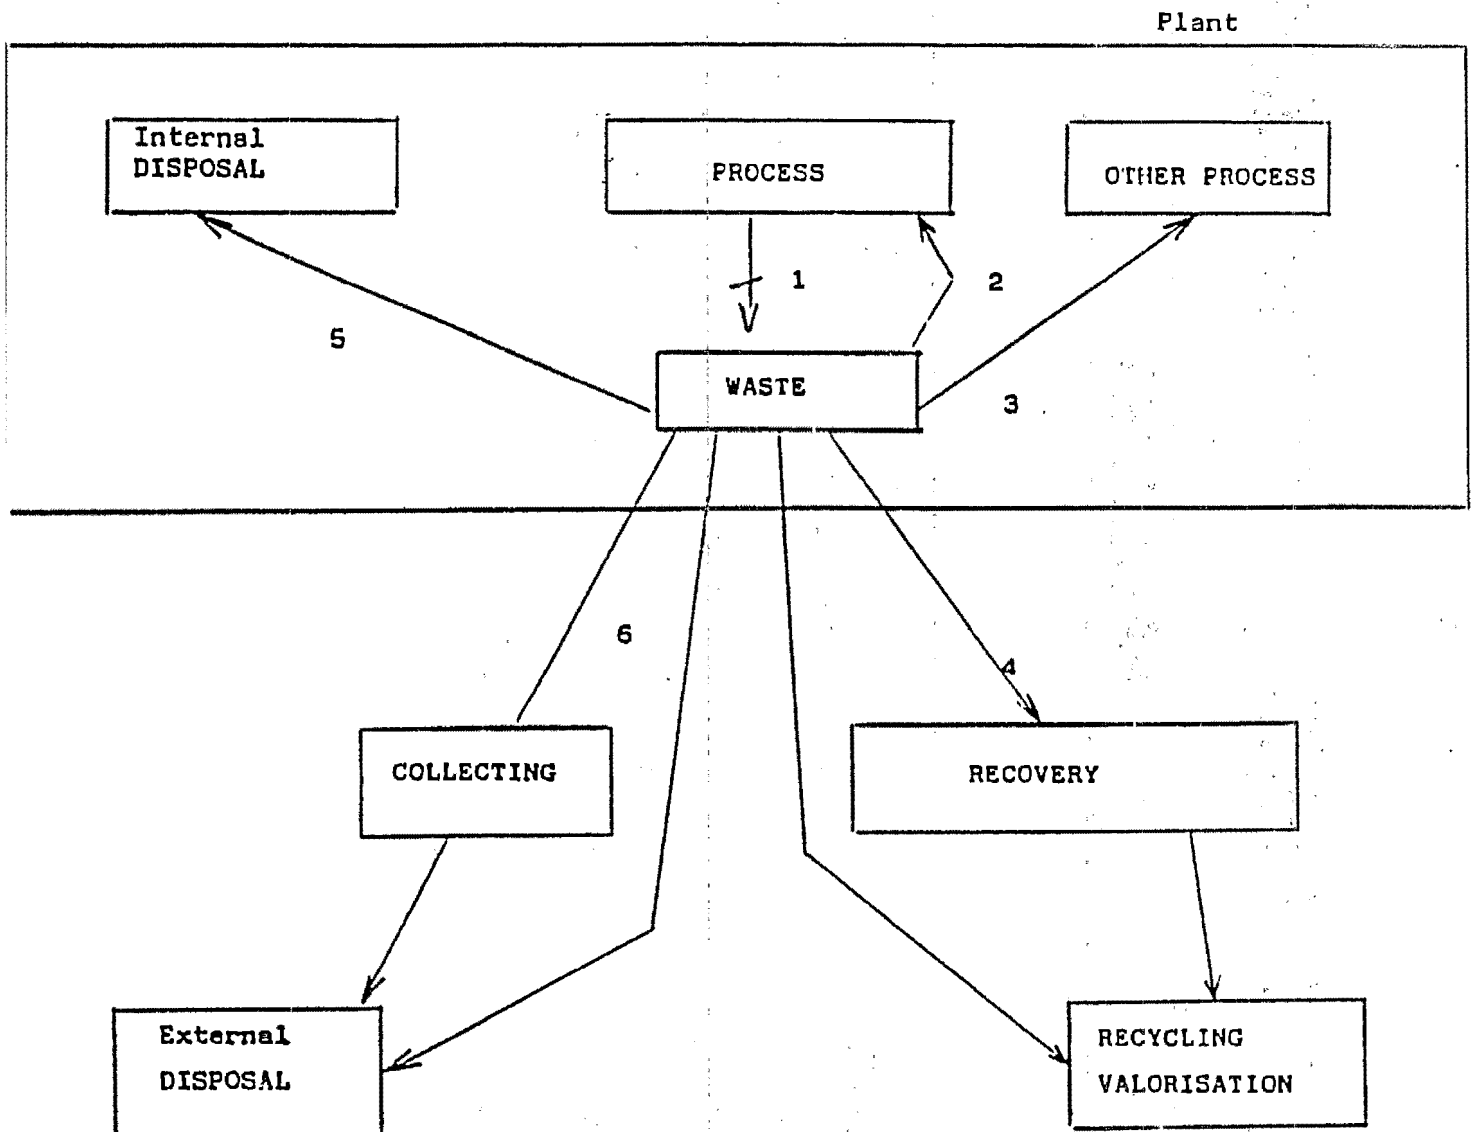 Plant
Internal
DISPOSAL
PROCESS
OTHER PROCESS
1
2
5
WASTE
3
6
4
COLLECTING
RECOVERY
External
DISPOSAL
RECYCLING
VALORISATION